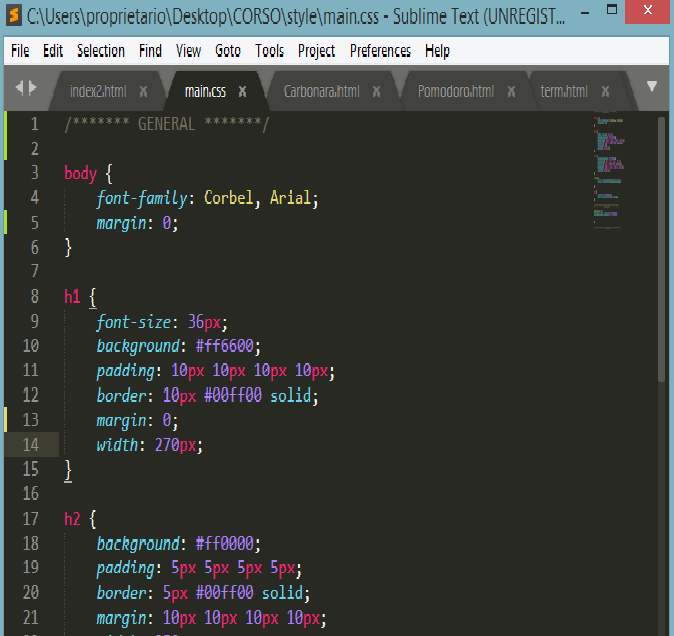 C:\Users\proprietario\Desktop\CORSO\style\main.css - Sublime Text (UNREGIST...
File Edit Selection Find View Goto Tools Project Preferences Help
index2.html x main.css x Carbonara.html x Pomodoro.html x term.html x
1 /******* GENERAL *******/
2
3 body {
4 font-family: Corbel, Arial;
5 margin: 0;
6 }
7
8 h1 {
9 font-size: 36px;
10 background: #ff6600;
11 padding: 10px 10px 10px 10px;
12 border: 10px #00ff00 solid;
13 margin: 0;
14 width: 270px;
15 }
16
17 h2 {
18 background: #ff0000;
19 padding: 5px 5px 5px 5px;
20 border: 5px #00ff00 solid;
21 margin: 10px 10px 10px 10px;